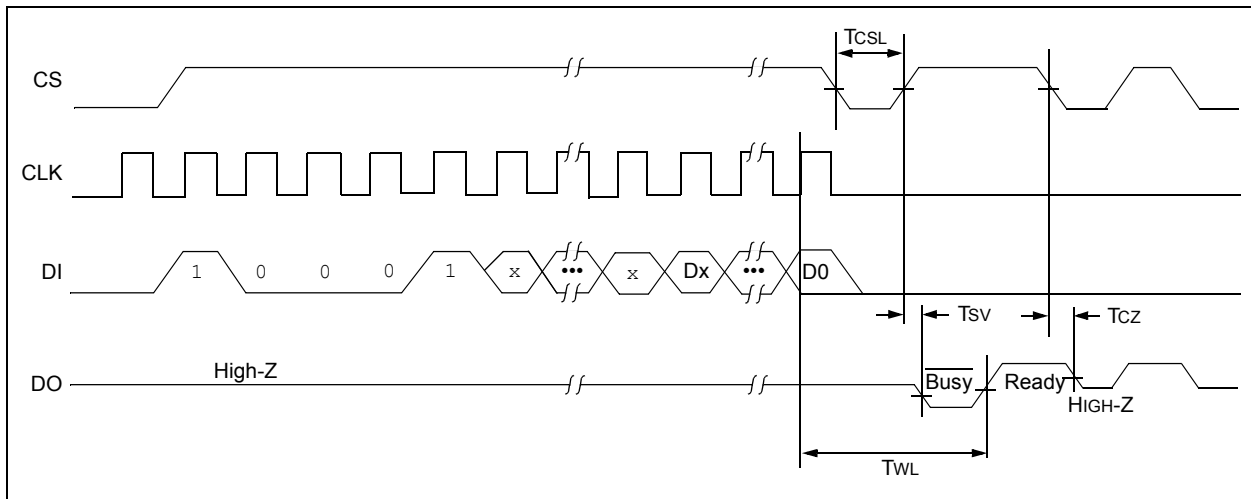 TCSL
CS
CLK
DI 1 0 0 0 1 x ••• x Dx ••• D0
TSV
TCZ
DO High-Z Busy Ready
HIGH-Z
TWL